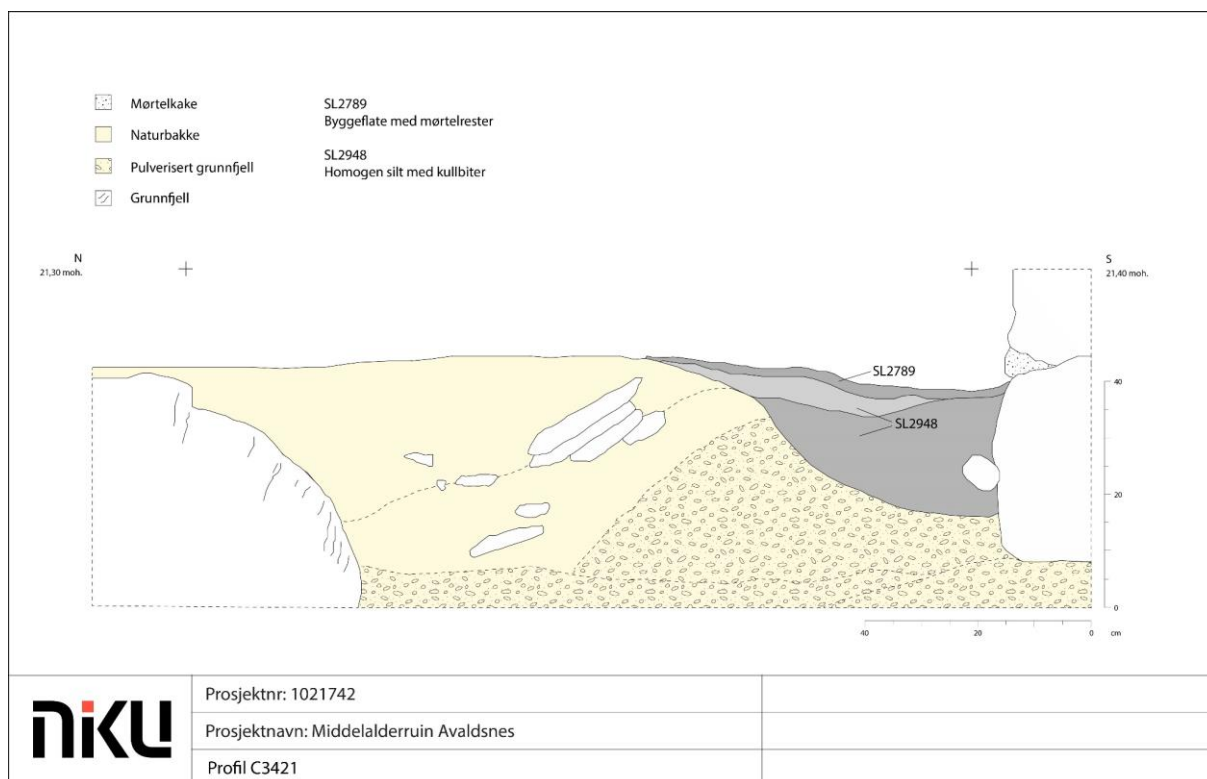 Mørtelkake
Naturbakke
Pulverisert grunnfjell
Grunnfjell
SL2789
Byggeflate med mørtelrester
SL2948
Homogen silt med kullbiter
N
21,30 moh.
S
21,40 moh.
SL2789
SL2948
40
20
0
40
20
0
cm
niku
Prosjektnr: 1021742
Prosjektnavn: Middelalderruin Avaldsnes
Profil C3421